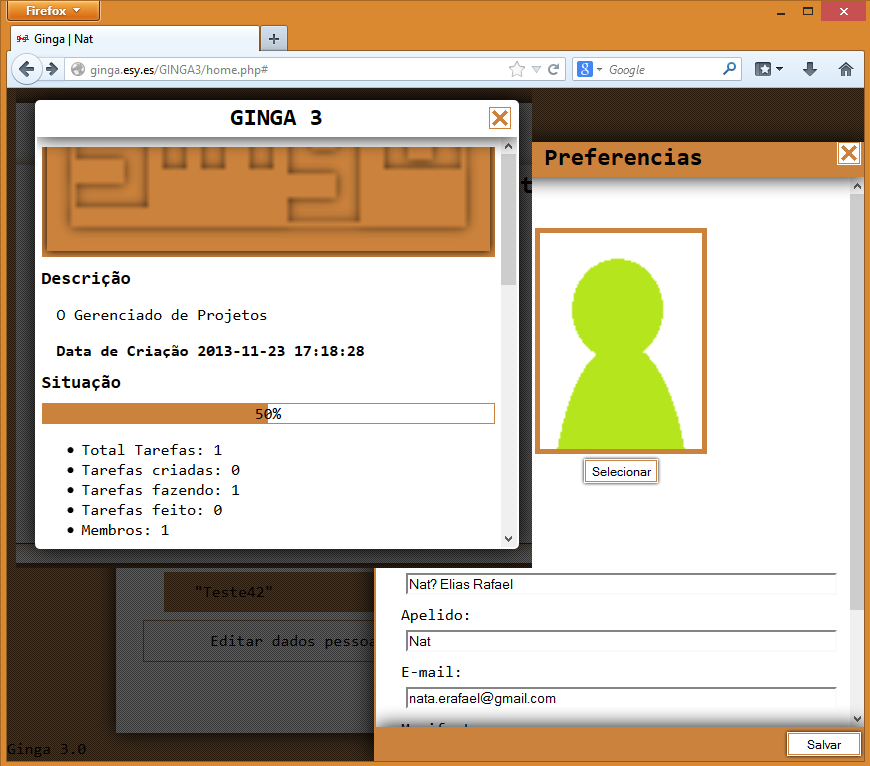 Firefox
Ginga | Nat
ginga.esy.es/GINGA3/home.php#
Google
GINGA 3
Preferencias
t
Descrição
O Gerenciado de Projetos
Data de Criação 2013-11-23 17:18:28
Situação
50%
Total Tarefas: 1
Tarefas criadas: 0
Tarefas fazendo: 1
Tarefas feito: 0
Membros: 1
Selecionar
"Teste42"
Editar dados pessoa
Nat? Elias Rafael
Apelido:
Nat
E-mail:
nata.erafael@gmail.com
Salvar
Ginga 3.0